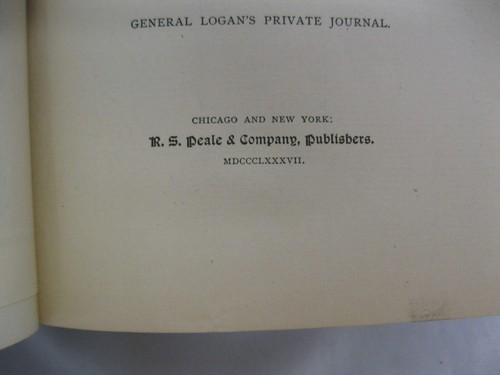 GENERAL LOGAN'S PRIVATE JOURNAL.
CHICAGO AND NEW YORK:
R. S. Peale & Company, Publishers.
MDCCCLXXXVII.